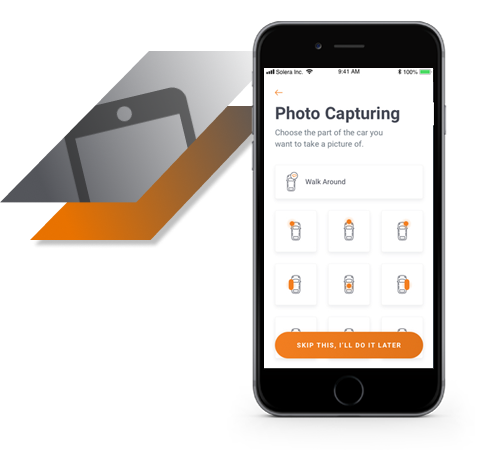 Solera Inc.
9:41 AM
100%
Photo Capturing
Choose the part of the car you
want to take a picture of.
Walk Around
SKIP THIS, I'LL DO IT LATER